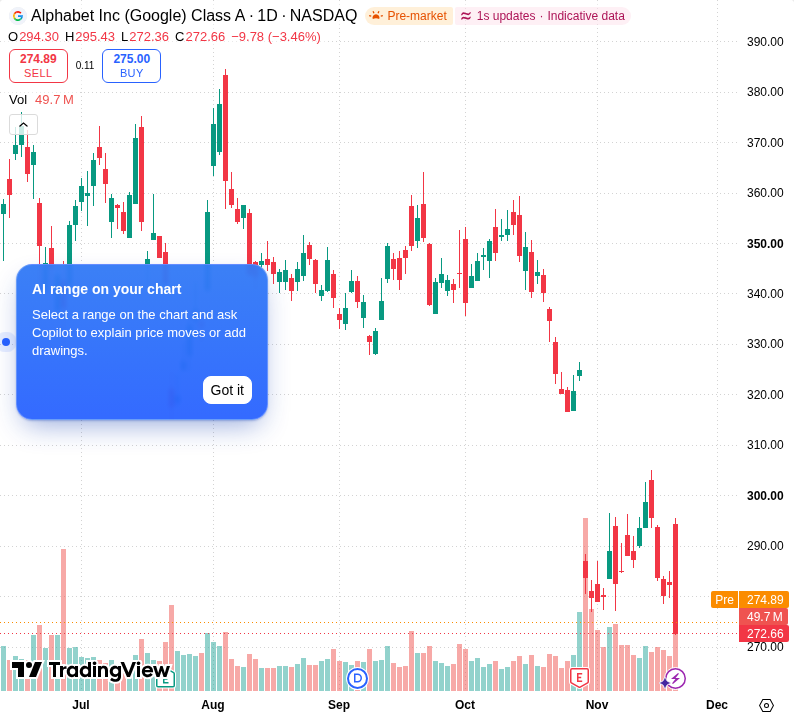 G Alphabet Inc (Google) Class A · 1D · NASDAQ Pre-market 1s updates · Indicative data
O294.30 H295.43 L272.36 C272.66 −9.78 (−3.46%)
274.89 SELL 0.11 275.00 BUY
Vol 49.7 M
390.00
380.00
370.00
360.00
350.00
340.00
330.00
320.00
310.00
300.00
290.00
Pre 274.89
49.7 M
272.66
270.00
AI range on your chart
Select a range on the chart and ask
Copilot to explain price moves or add
drawings.
Got it
TradingView
E
D
E
Jul Aug Sep Oct Nov Dec